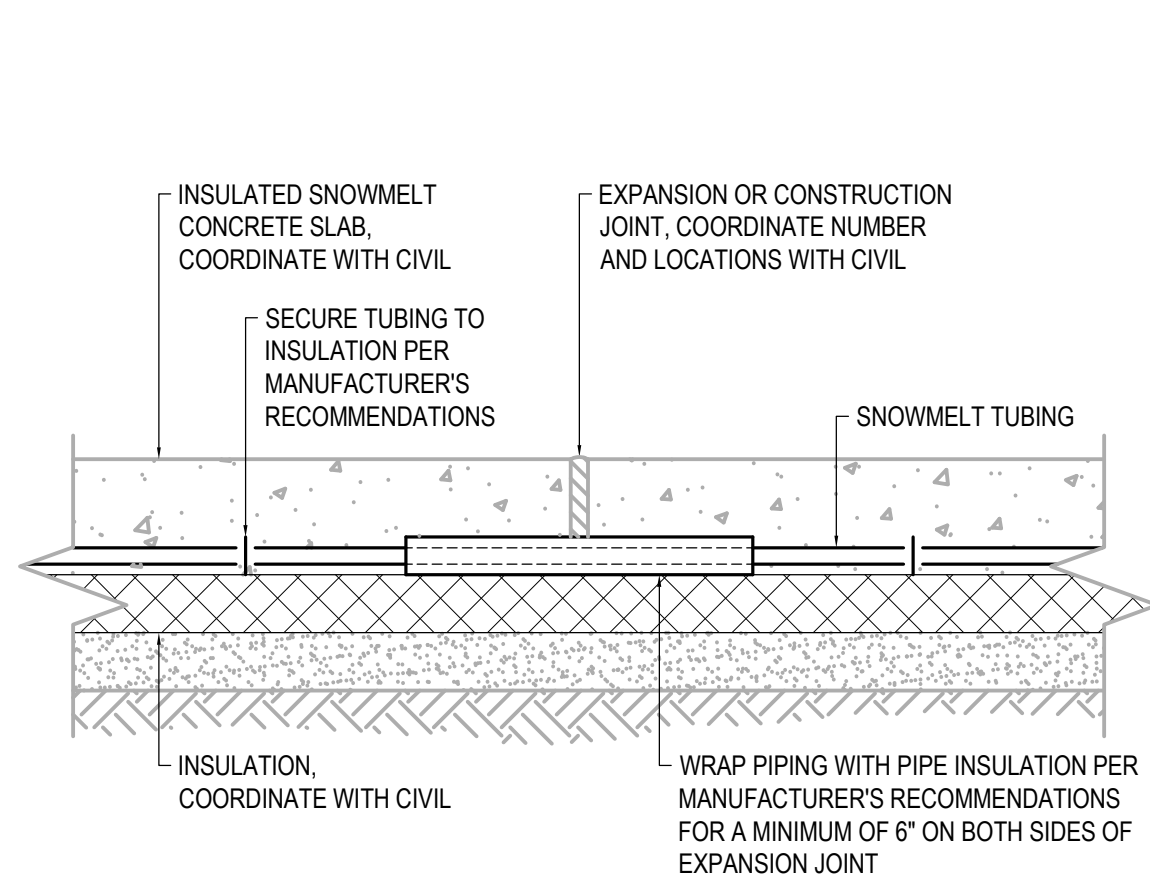 INSULATED SNOWMELT
CONCRETE SLAB,
COORDINATE WITH CIVIL
EXPANSION OR CONSTRUCTION
JOINT, COORDINATE NUMBER
AND LOCATIONS WITH CIVIL
SECURE TUBING TO
INSULATION PER
MANUFACTURER'S
RECOMMENDATIONS
SNOWMELT TUBING
INSULATION,
COORDINATE WITH CIVIL
WRAP PIPING WITH PIPE INSULATION PER
MANUFACTURER'S RECOMMENDATIONS
FOR A MINIMUM OF 6" ON BOTH SIDES OF
EXPANSION JOINT